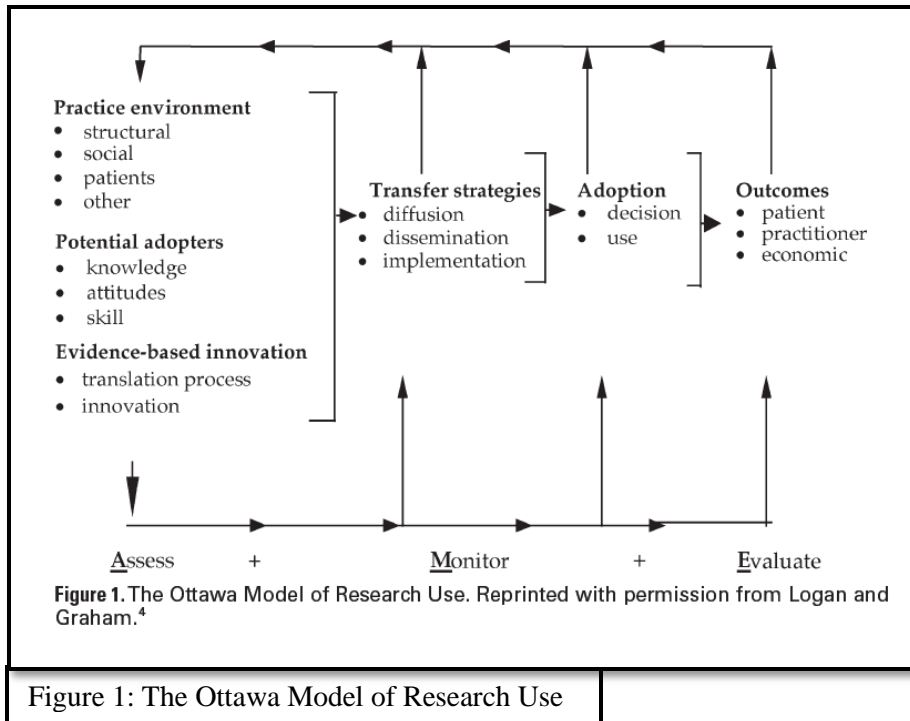 Practice environment
• structural
• social
• patients
• other
Potential adopters
• knowledge
• attitudes
• skill
Evidence-based innovation
• translation process
• innovation
Transfer strategies
• diffusion
• dissemination
• implementation
Adoption
• decision
• use
Outcomes
• patient
• practitioner
• economic
Assess + Monitor + Evaluate
Figure 1. The Ottawa Model of Research Use. Reprinted with permission from Logan and
Graham.4
Figure 1: The Ottawa Model of Research Use